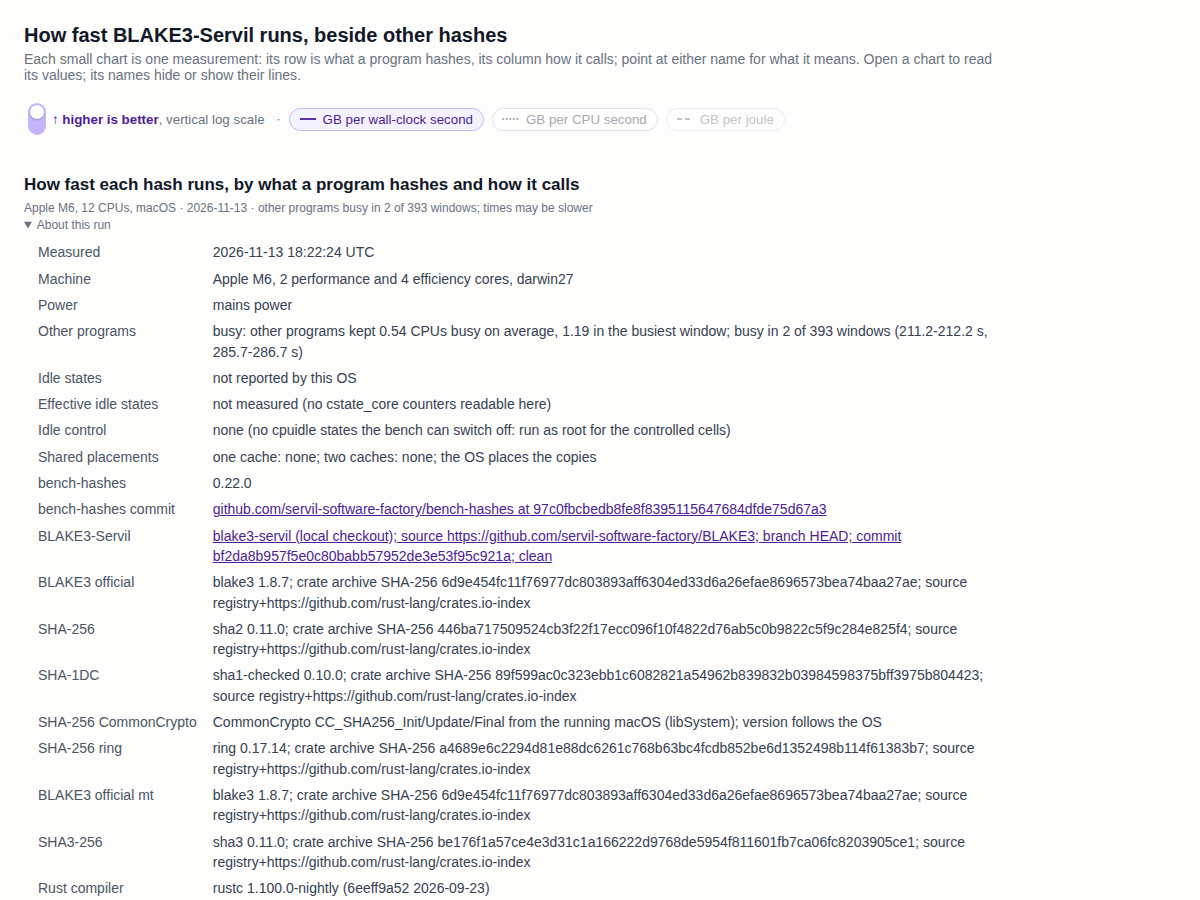 How fast BLAKE3-Servil runs, beside other hashes
Each small chart is one measurement: its row is what a program hashes, its column how it calls; point at either name for what it means. Open a chart to read
its values; its names hide or show their lines.
↑ higher is better, vertical log scale · GB per wall-clock second GB per CPU second GB per joule
How fast each hash runs, by what a program hashes and how it calls
Apple M6, 12 CPUs, macOS · 2026-11-13 · other programs busy in 2 of 393 windows; times may be slower
▼ About this run
Measured 2026-11-13 18:22:24 UTC
Machine Apple M6, 2 performance and 4 efficiency cores, darwin27
Power mains power
Other programs busy: other programs kept 0.54 CPUs busy on average, 1.19 in the busiest window; busy in 2 of 393 windows (211.2-212.2 s,
285.7-286.7 s)
Idle states not reported by this OS
Effective idle states not measured (no cstate_core counters readable here)
Idle control none (no cpuidle states the bench can switch off: run as root for the controlled cells)
Shared placements one cache: none; two caches: none; the OS places the copies
bench-hashes 0.22.0
bench-hashes commit github.com/servil-software-factory/bench-hashes at 97c0fbcbedb8fe8f8395115647684dfde75d67a3
BLAKE3-Servil blake3-servil (local checkout); source https://github.com/servil-software-factory/BLAKE3; branch HEAD; commit
bf2da8b957f5e0c80babb57952de3e53f95c921a; clean
BLAKE3 official blake3 1.8.7; crate archive SHA-256 6d9e454fc11f76977dc803893aff6304ed33d6a26efae8696573bea74baa27ae; source
registry+https://github.com/rust-lang/crates.io-index
SHA-256 sha2 0.11.0; crate archive SHA-256 446ba717509524cb3f22f17ecc096f10f4822d76ab5c0b9822c5f9c284e825f4; source
registry+https://github.com/rust-lang/crates.io-index
SHA-1DC sha1-checked 0.10.0; crate archive SHA-256 89f599ac0c323ebb1c6082821a54962b839832b03984598375bff3975b804423;
source registry+https://github.com/rust-lang/crates.io-index
SHA-256 CommonCrypto CommonCrypto CC_SHA256_Init/Update/Final from the running macOS (libSystem); version follows the OS
SHA-256 ring ring 0.17.14; crate archive SHA-256 a4689e6c2294d81e88dc6261c768b63bc4fcdb852be6d1352498b114f61383b7; source
registry+https://github.com/rust-lang/crates.io-index
BLAKE3 official mt blake3 1.8.7; crate archive SHA-256 6d9e454fc11f76977dc803893aff6304ed33d6a26efae8696573bea74baa27ae; source
registry+https://github.com/rust-lang/crates.io-index
SHA3-256 sha3 0.11.0; crate archive SHA-256 be176f1a57ce4e3d31c1a166222d9768de5954f811601fb7ca06fc8203905ce1; source
registry+https://github.com/rust-lang/crates.io-index
Rust compiler rustc 1.100.0-nightly (6eeff9a52 2026-09-23)